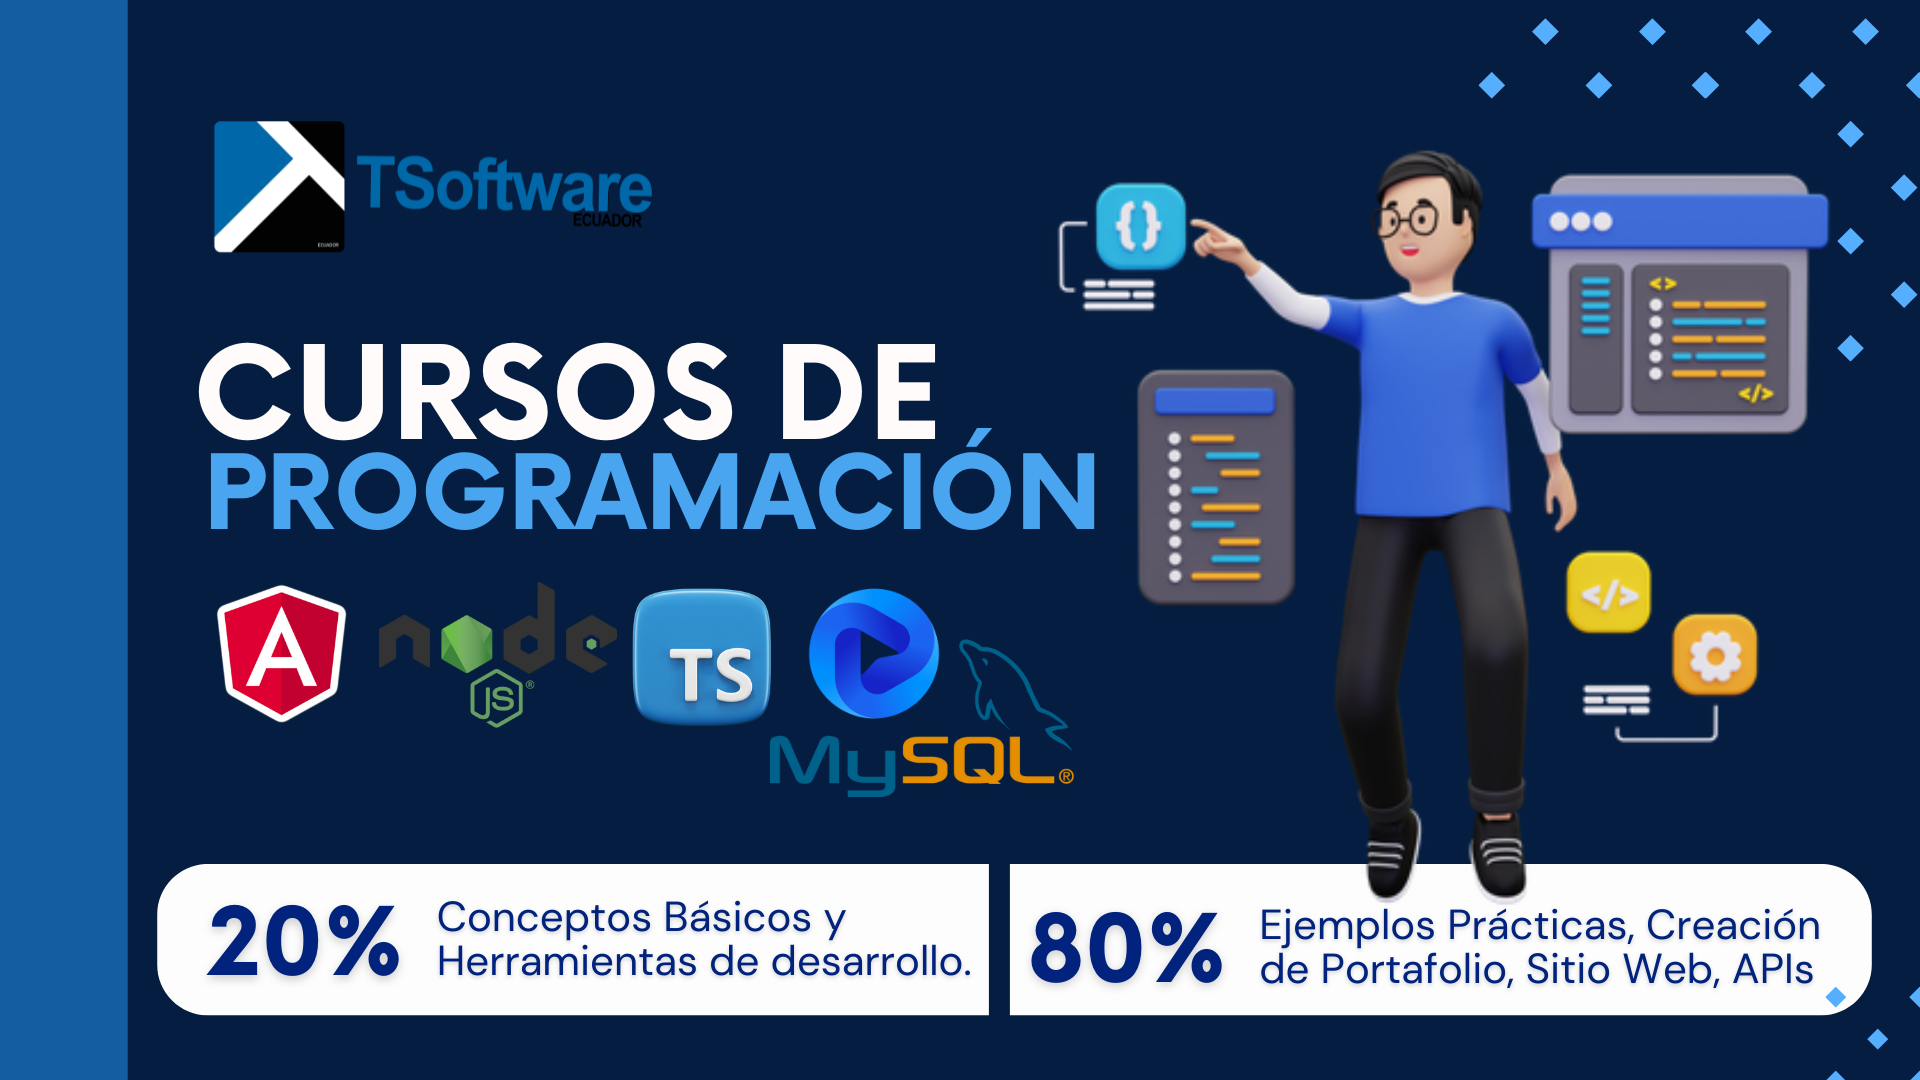 TSoftware
ECUADOR
ECUADOR
CURSOS DE
PROGRAMACIÓN
{}
<>
</>
A
node
JS®
TS
MySQL®
</>
20%
Conceptos Básicos y
Herramientas de desarrollo.
80%
Ejemplos Prácticas, Creación
de Portafolio, Sitio Web, APIs